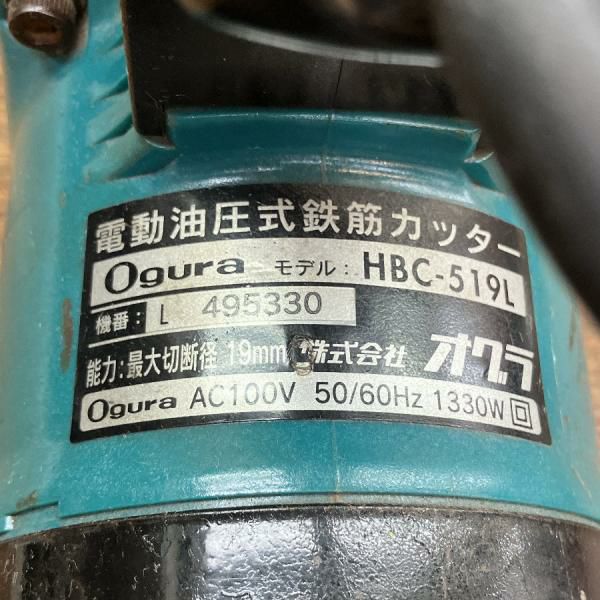 電動油圧式鉄筋カッター
Ogura モデル: HBC-519L
機番: L 495330
能力:最大切断径 19mm 株式会社 オグラ
Ogura AC100V 50/60Hz 1330W